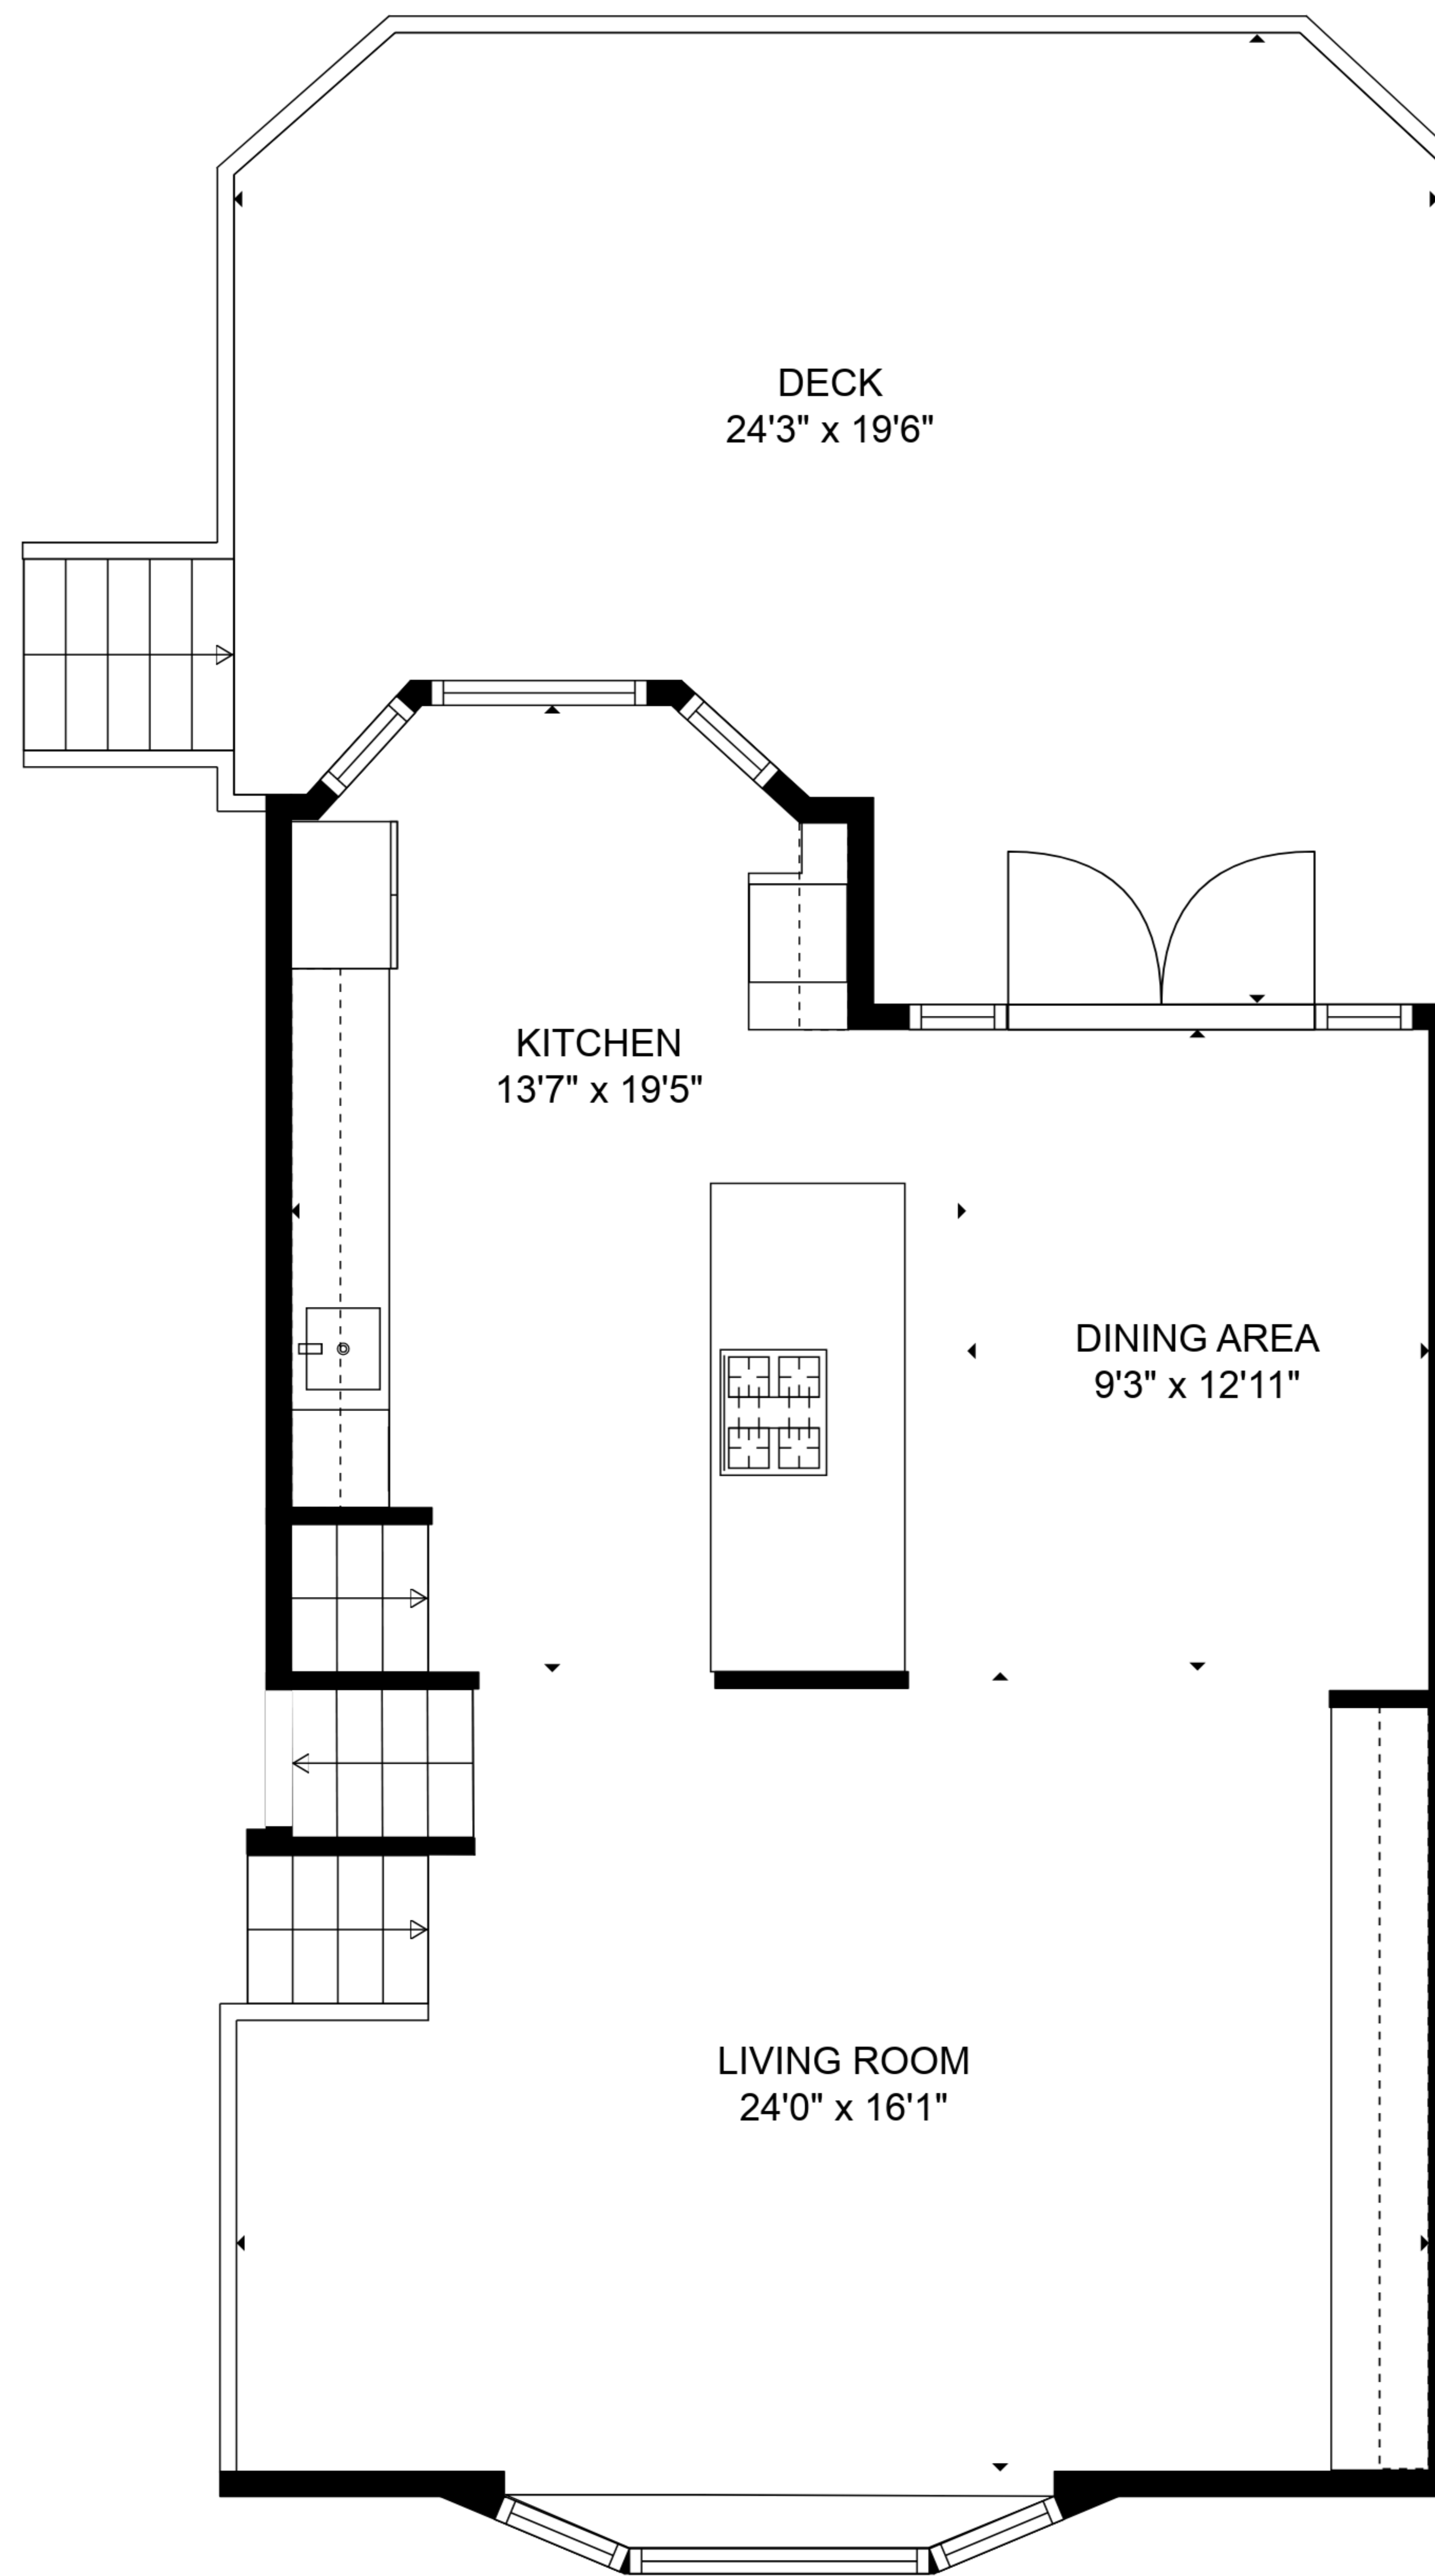 DECK
24'3" x 19'6"
KITCHEN
13'7" x 19'5"
DINING AREA
9'3" x 12'11"
LIVING ROOM
24'0" x 16'1"